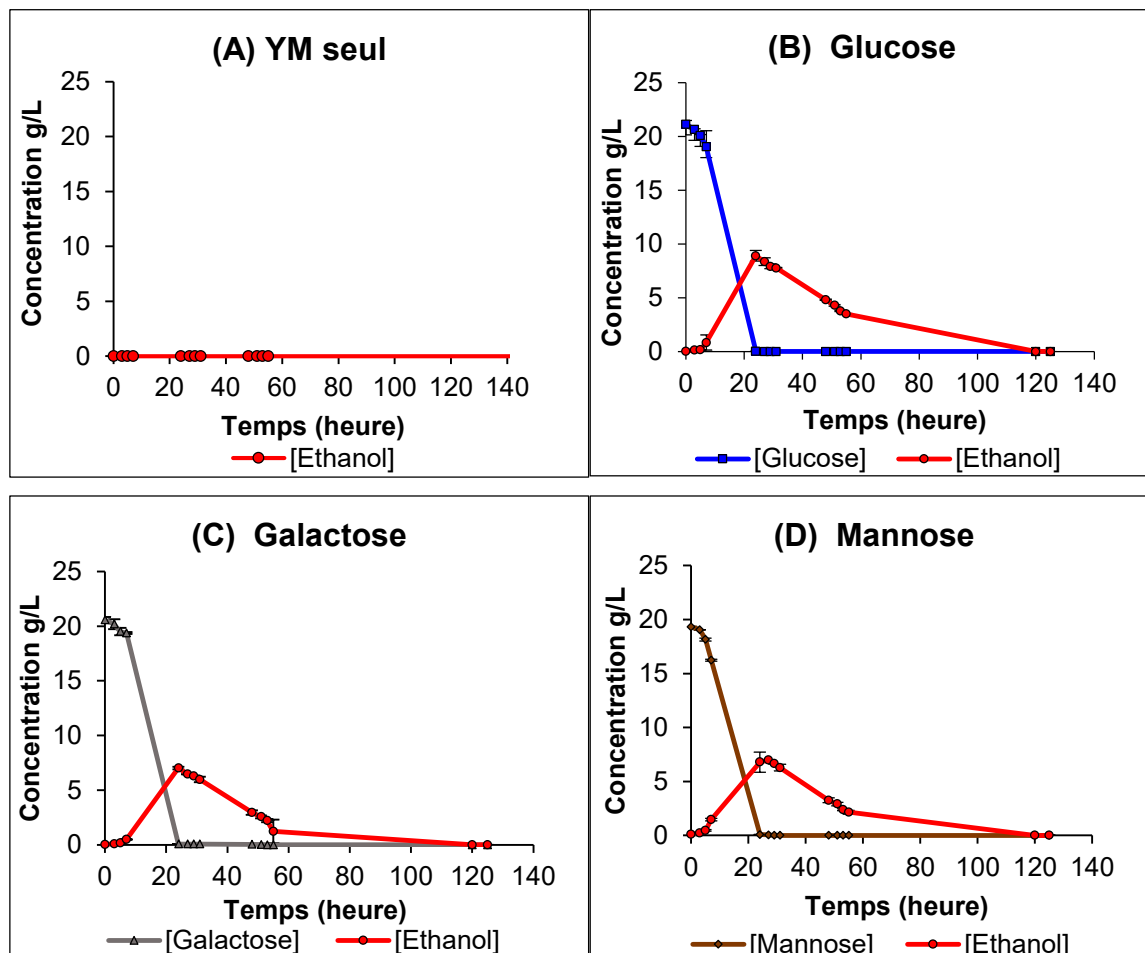 (A) YM seul
Concentration g/L
25
20
15
10
5
0
0 20 40 60 80 100 120 140
Temps (heure)
[Ethanol]
(B) Glucose
Concentration g/L
25
20
15
10
5
0
0 20 40 60 80 100 120 140
Temps (heure)
[Glucose] [Ethanol]
(C) Galactose
Concentration g/L
25
20
15
10
5
0
0 20 40 60 80 100 120 140
Temps (heure)
[Galactose] [Ethanol]
(D) Mannose
Concentration g/L
25
20
15
10
5
0
0 20 40 60 80 100 120 140
Temps (heure)
[Mannose] [Ethanol]